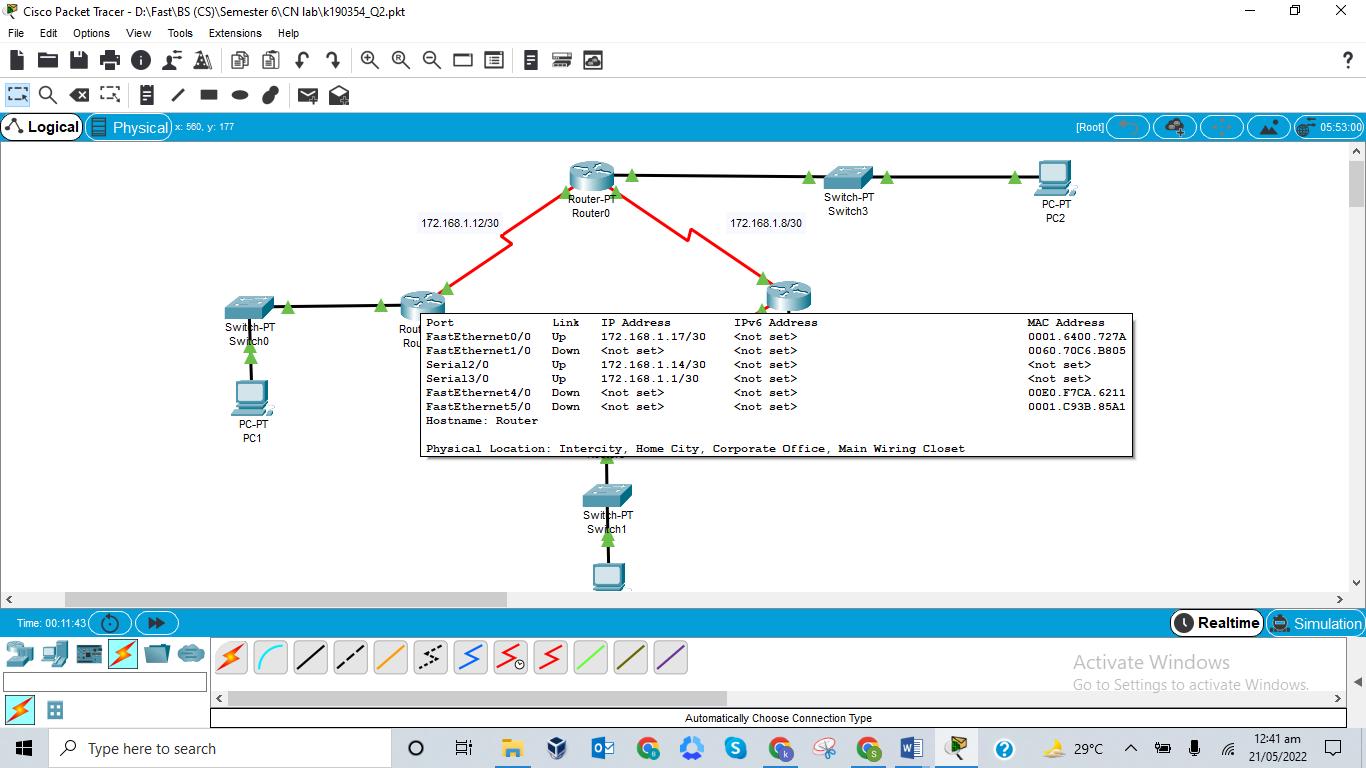 Cisco Packet Tracer - D:\Fast\BS (CS)\Semester 6\CN lab\k190354_Q2.pkt
File Edit Options View Tools Extensions Help
Logical Physical x: 560, y: 177 [Root] 05:53:00
Router-PT
Router0
Switch-PT
Switch3
PC-PT
PC2
172.168.1.12/30
172.168.1.8/30
Switch-PT
Switch0
PC-PT
PC1
Port Link IP Address IPv6 Address MAC Address
FastEthernet0/0 Up 172.168.1.17/30 <not set> 0001.6400.727A
FastEthernet1/0 Down <not set> <not set> 0060.70C6.B805
Serial2/0 Up 172.168.1.14/30 <not set> <not set>
Serial3/0 Up 172.168.1.1/30 <not set> <not set>
FastEthernet4/0 Down <not set> <not set> 00E0.F7CA.6211
FastEthernet5/0 Down <not set> <not set> 0001.C93B.85A1
Hostname: Router
Physical Location: Intercity, Home City, Corporate Office, Main Wiring Closet
Switch-PT
Switch1
Time: 00:11:43
Realtime Simulation
Activate Windows
Go to Settings to activate Windows.
Automatically Choose Connection Type
Type here to search
29°C
12:41 am
21/05/2022